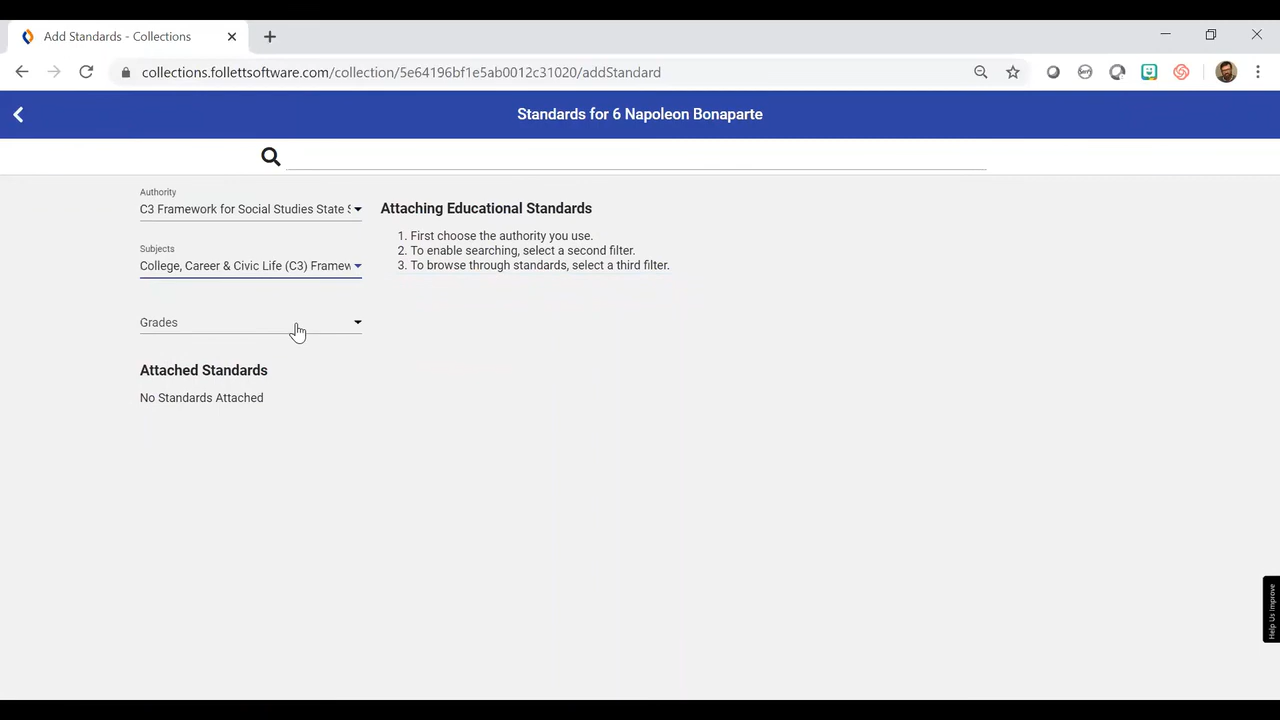 Add Standards - Collections
collections.follettsoftware.com/collection/5e64196bf1e5ab0012c31020/addStandard
Standards for 6 Napoleon Bonaparte
Authority
C3 Framework for Social Studies State S
Subjects
College, Career & Civic Life (C3) Framew
Grades
Attached Standards
No Standards Attached
Attaching Educational Standards
1. First choose the authority you use.
2. To enable searching, select a second filter.
3. To browse through standards, select a third filter.
Help Us Improve